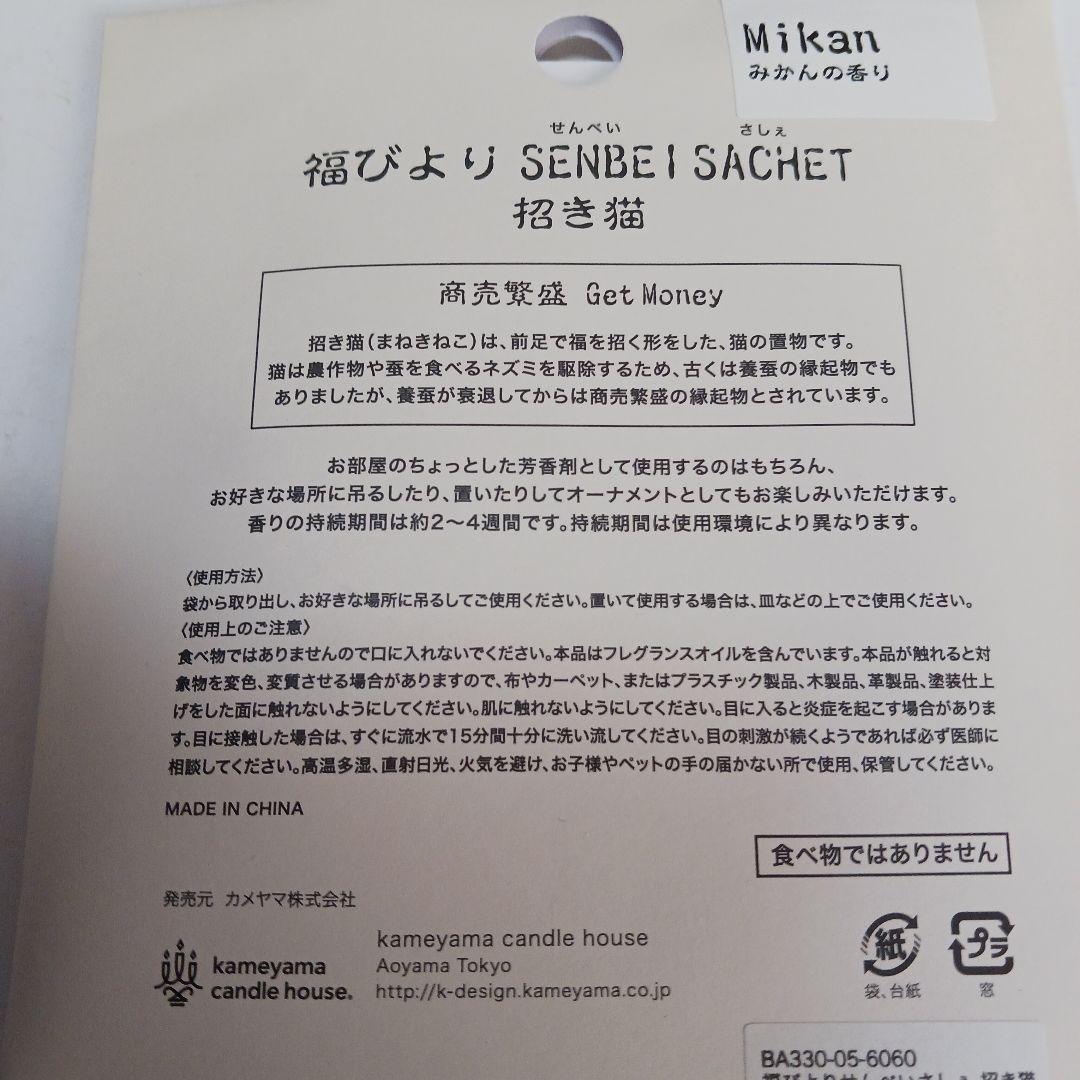 Mikan
みかんの香り
せんべい さしぇ
福びより SENBEI SACHET
招き猫
商売繁盛 Get Money
招き猫(まねきねこ)は、前足で福を招く形をした、猫の置物です。
猫は農作物や蚕を食べるネズミを駆除するため、古くは養蚕の縁起物でも
ありましたが、養蚕が衰退してからは商売繁盛の縁起物とされています。
お部屋のちょっとした芳香剤として使用するのはもちろん、
お好きな場所に吊るしたり、置いたりしてオーナメントとしてもお楽しみいただけます。
香りの持続期間は約2〜4週間です。持続期間は使用環境により異なります。
〈使用方法〉
袋から取り出し、お好きな場所に吊るしてご使用ください。置いて使用する場合は、皿などの上でご使用ください。
〈使用上のご注意〉
食べ物ではありませんので口に入れないでください。本品はフレグランスオイルを含んでいます。本品が触れると対
象物を変色、変質させる場合がありますので、布やカーペット、またはプラスチック製品、木製品、革製品、塗装仕上
げをした面に触れないようにしてください。肌に触れないようにしてください。目に入ると炎症を起こす場合がありま
す。目に接触した場合は、すぐに流水で15分間十分に洗い流してください。目の刺激が続くようであれば必ず医師に
相談してください。高温多湿、直射日光、火気を避け、お子様やペットの手の届かない所で使用、保管してください。
MADE IN CHINA
食べ物ではありません
発売元 カメヤマ株式会社
kameyama
candle house.
kameyama candle house
Aoyama Tokyo
http://k-design.kameyama.co.jp
紙
袋、台紙
プラ
窓
BA330-05-6060
福びよりせんべいさしぇ 招き猫